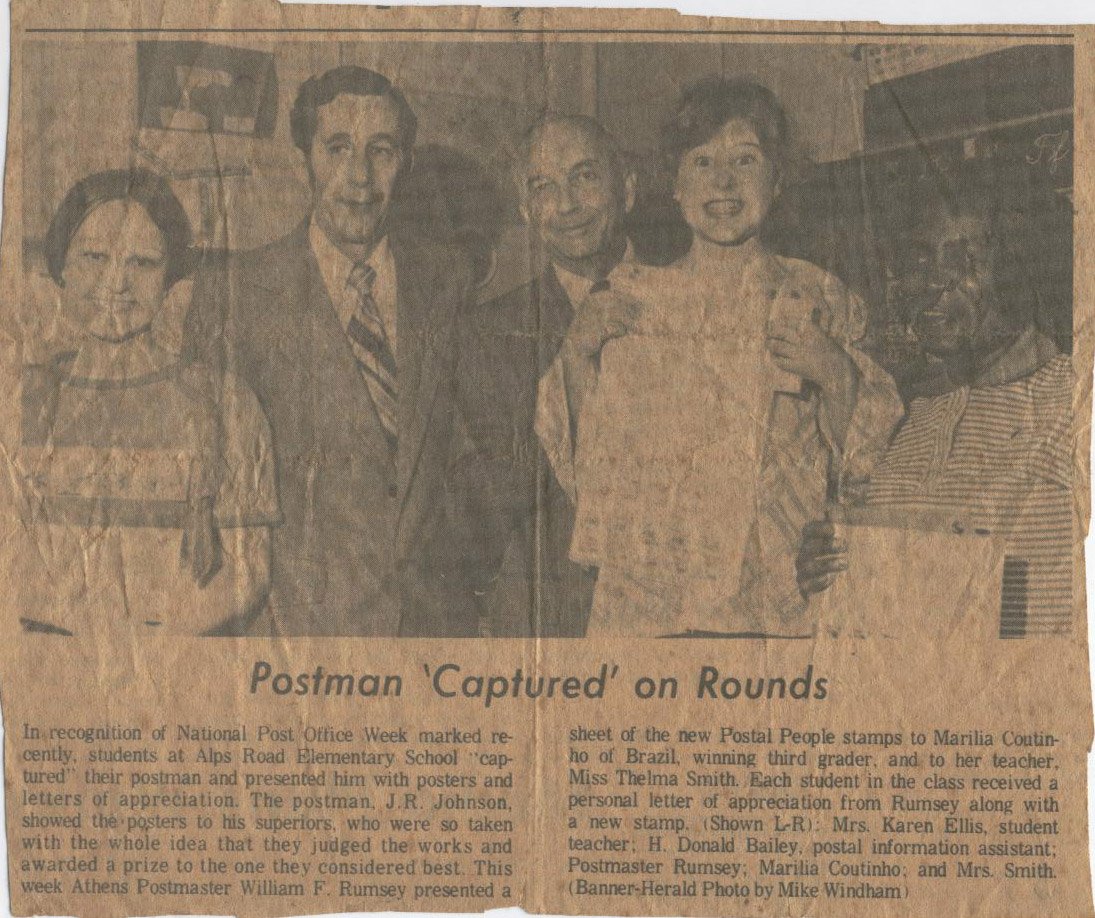 Postman 'Captured' on Rounds
In recognition of National Post Office Week marked re-
cently, students at Alps Road Elementary School "cap-
tured" their postman and presented him with posters and
letters of appreciation. The postman, J.R. Johnson,
showed the posters to his superiors, who were so taken
with the whole idea that they judged the works and
awarded a prize to the one they considered best. This
week Athens Postmaster William F. Rumsey presented a
sheet of the new Postal People stamps to Marilia Coutin-
ho of Brazil, winning third grader, and to her teacher,
Miss Thelma Smith. Each student in the class received a
personal letter of appreciation from Rumsey along with
a new stamp. (Shown L-R): Mrs. Karen Ellis, student
teacher; H. Donald Bailey, postal information assistant;
Postmaster Rumsey; Marilia Coutinho; and Mrs. Smith.
(Banner-Herald Photo by Mike Windham)